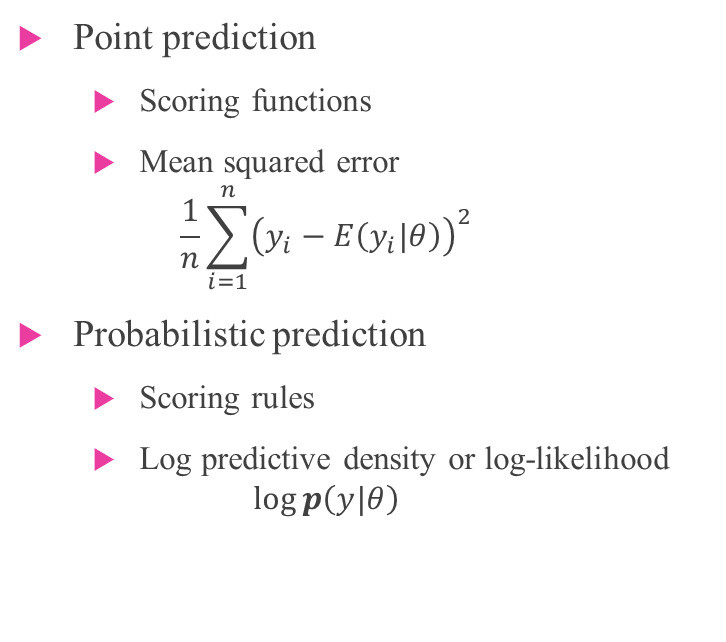 ▶ Point prediction
▶ Scoring functions
▶ Mean squared error
$\frac{1}{n}\sum_{i=1}^{n}\left(y_i - E(y_i|\theta)\right)^2$
▶ Probabilistic prediction
▶ Scoring rules
▶ Log predictive density or log-likelihood
$\log \boldsymbol{p}(y|\theta)$